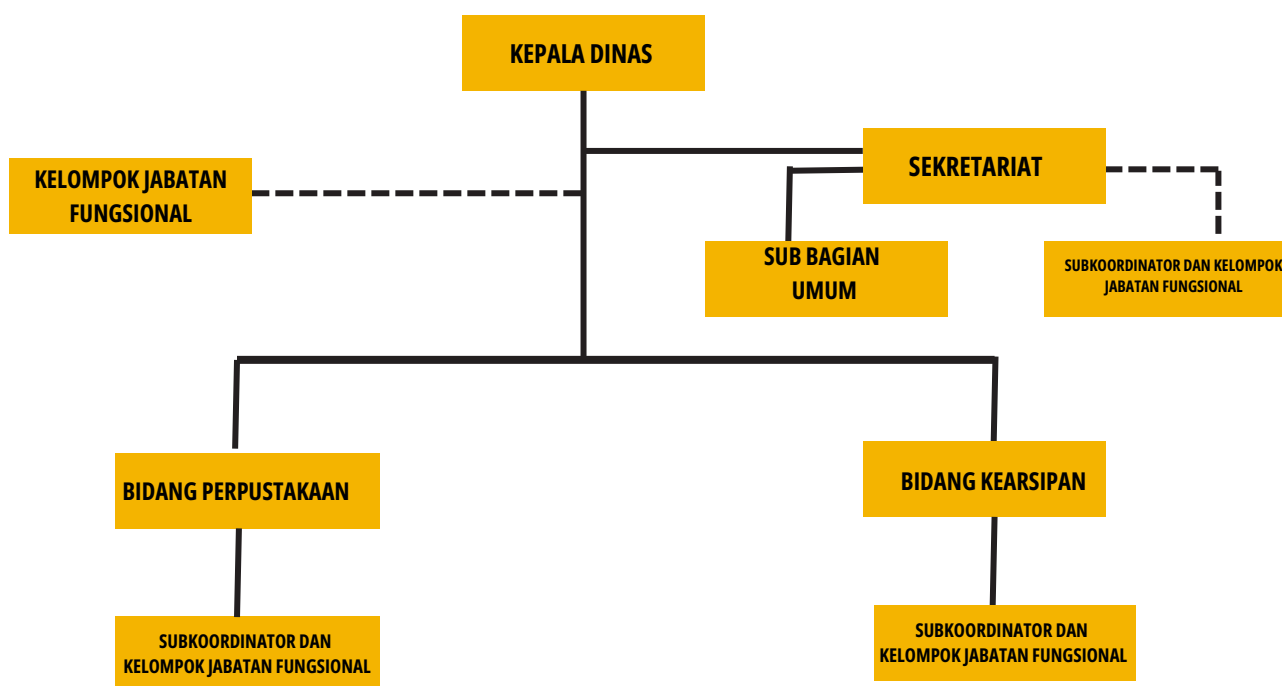 KEPALA DINAS
SEKRETARIAT
KELOMPOK JABATAN
FUNGSIONAL
SUB BAGIAN
UMUM
SUBKOORDINATOR DAN KELOMPOK
JABATAN FUNGSIONAL
BIDANG PERPUSTAKAAN
BIDANG KEARSIPAN
SUBKOORDINATOR DAN
KELOMPOK JABATAN FUNGSIONAL
SUBKOORDINATOR DAN
KELOMPOK JABATAN FUNGSIONAL